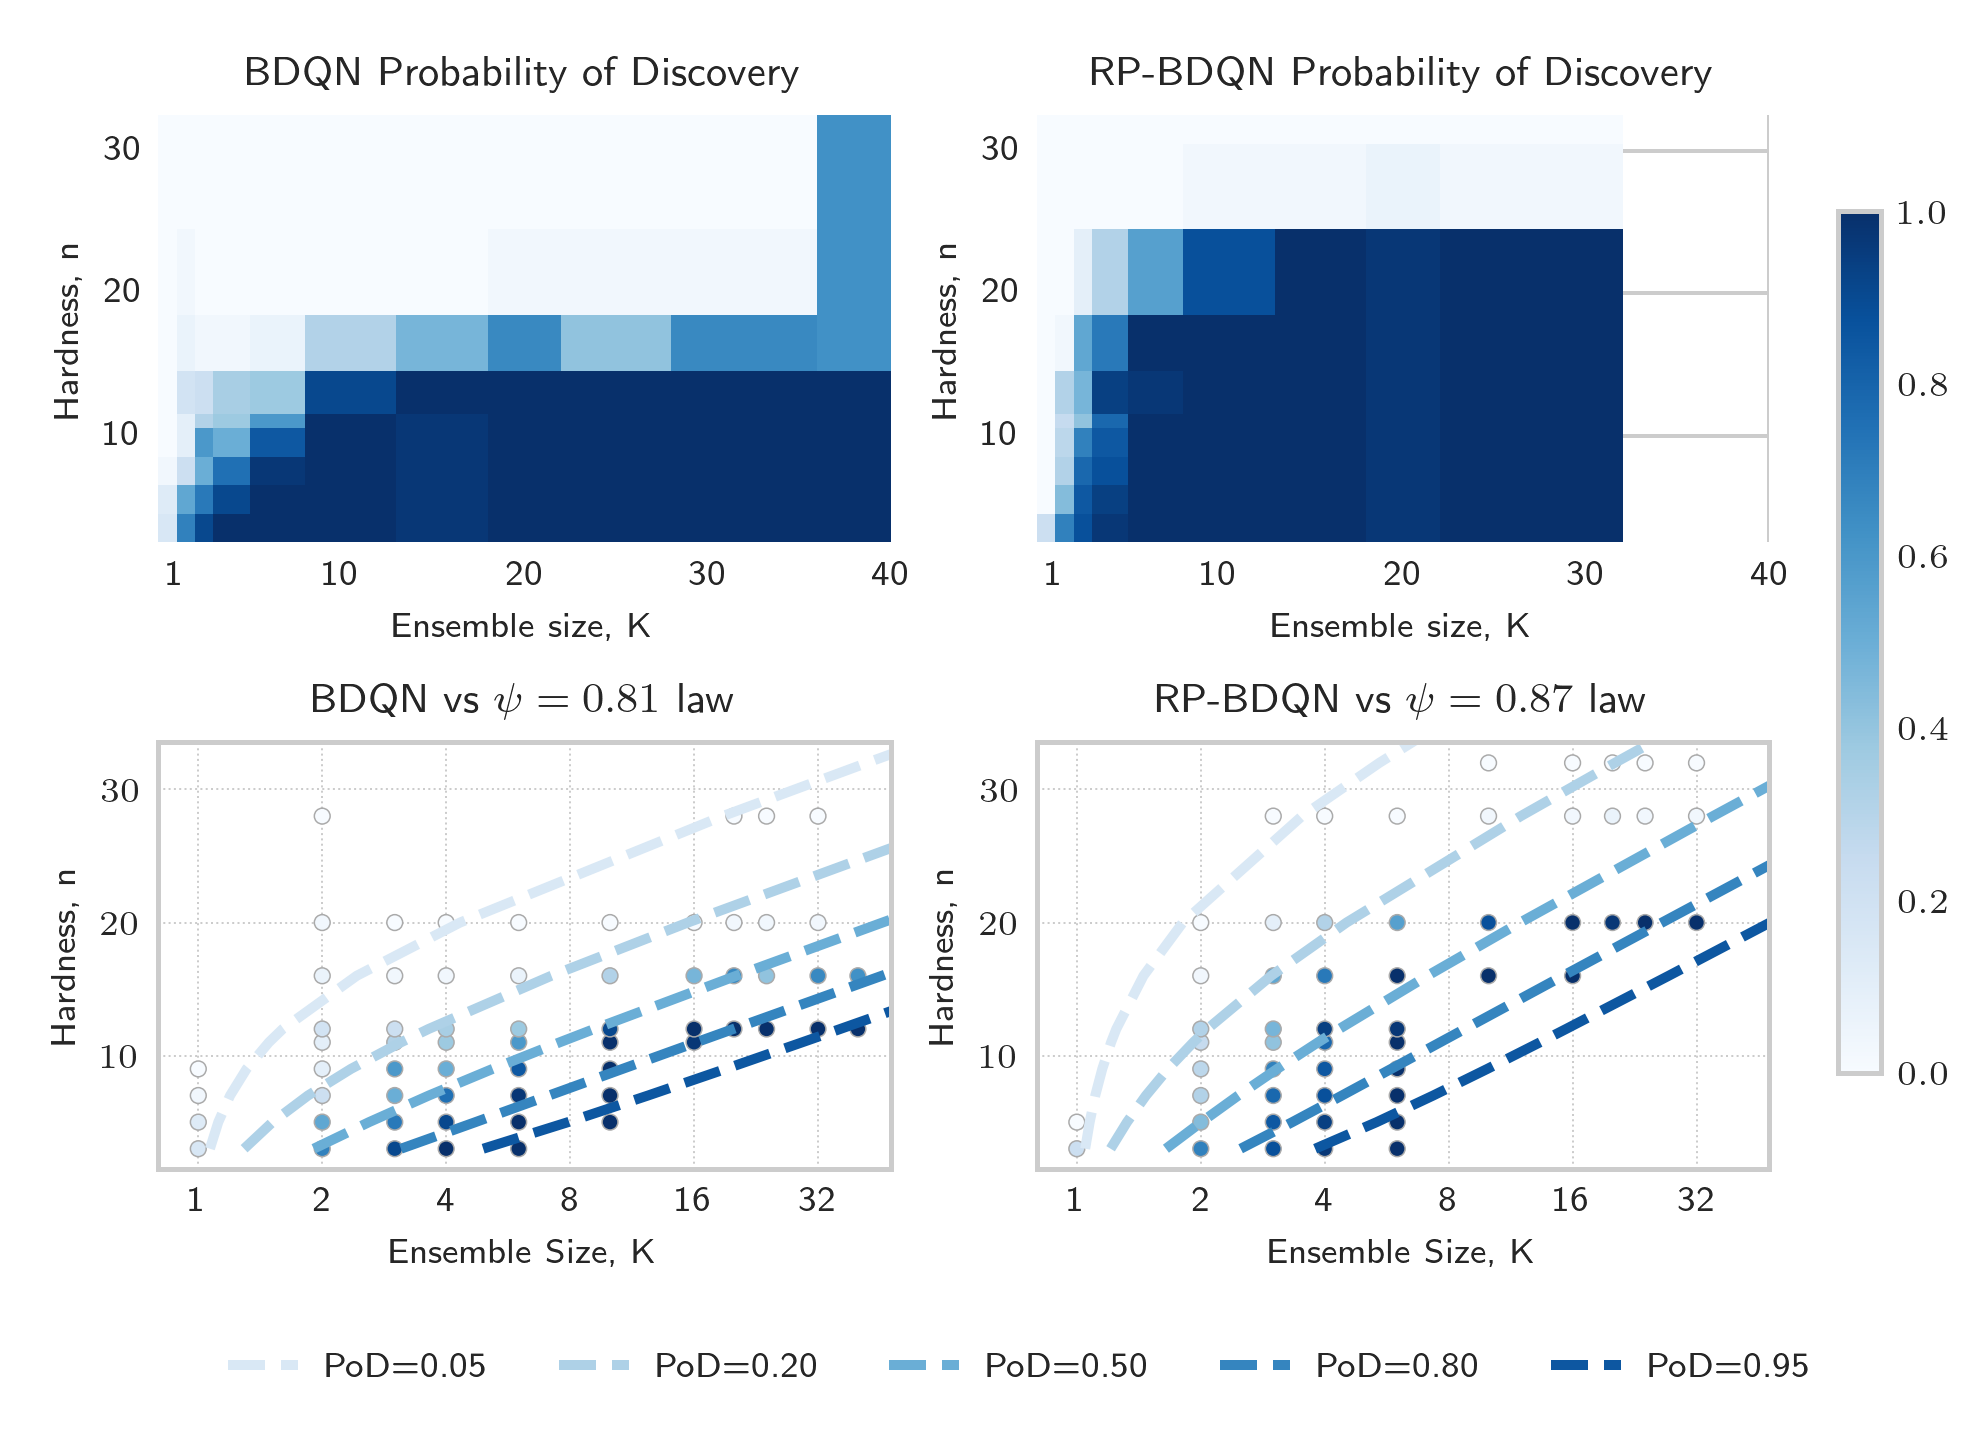 BDQN Probability of Discovery
RP-BDQN Probability of Discovery
Hardness, n
30
20
10
1 10 20 30 40
Ensemble size, K
Hardness, n
30
20
10
1 10 20 30 40
Ensemble size, K
1.0
0.8
0.6
0.4
0.2
0.0
BDQN vs ψ = 0.81 law
RP-BDQN vs ψ = 0.87 law
Hardness, n
30
20
10
1 2 4 8 16 32
Ensemble Size, K
Hardness, n
30
20
10
1 2 4 8 16 32
Ensemble Size, K
PoD=0.05 PoD=0.20 PoD=0.50 PoD=0.80 PoD=0.95